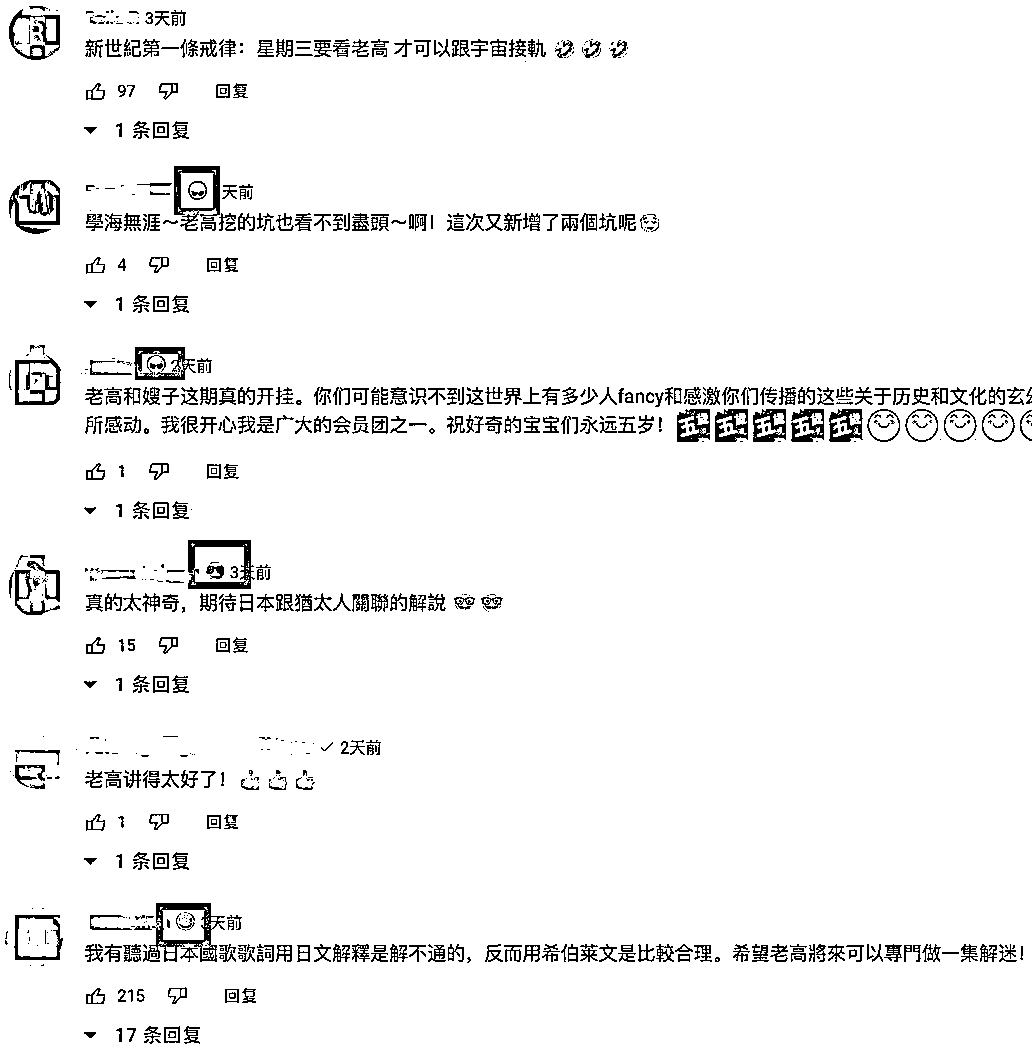 3天前
新世紀第一條戒律：星期三要看老高 才可以跟宇宙接軌 🤣 🤣 🤣
97 回复
1 条回复
天前
學海無涯～老高挖的坑也看不到盡頭～啊！這次又新增了兩個坑呢
4 回复
1 条回复
2天前
老高和嫂子这期真的开挂。你们可能意识不到这世界上有多少人fancy和感激你们传播的这些关于历史和文化的玄
所感动。我很开心我是广大的会员团之一。祝好奇的宝宝们永远五岁！
1 回复
1 条回复
3天前
真的太神奇，期待日本跟猶太人關聯的解說 🤓 🤓
15 回复
1 条回复
2天前
老高讲得太好了！👍 👍 👍
1 回复
1 条回复
天前
我有聽過日本國歌歌詞用日文解釋是解不通的，反而用希伯莱文是比較合理。希望老高將來可以專門做一集解迷！
215 回复
17 条回复